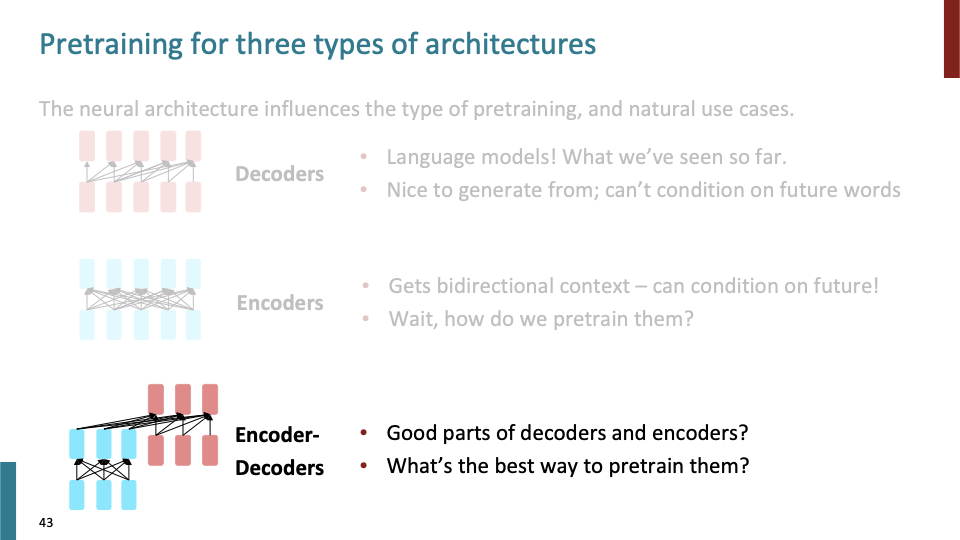 Pretraining for three types of architectures
The neural architecture influences the type of pretraining, and natural use cases.
Decoders
• Language models! What we’ve seen so far.
• Nice to generate from; can’t condition on future words
Encoders
• Gets bidirectional context – can condition on future!
• Wait, how do we pretrain them?
Encoder-
Decoders
• Good parts of decoders and encoders?
• What’s the best way to pretrain them?
43